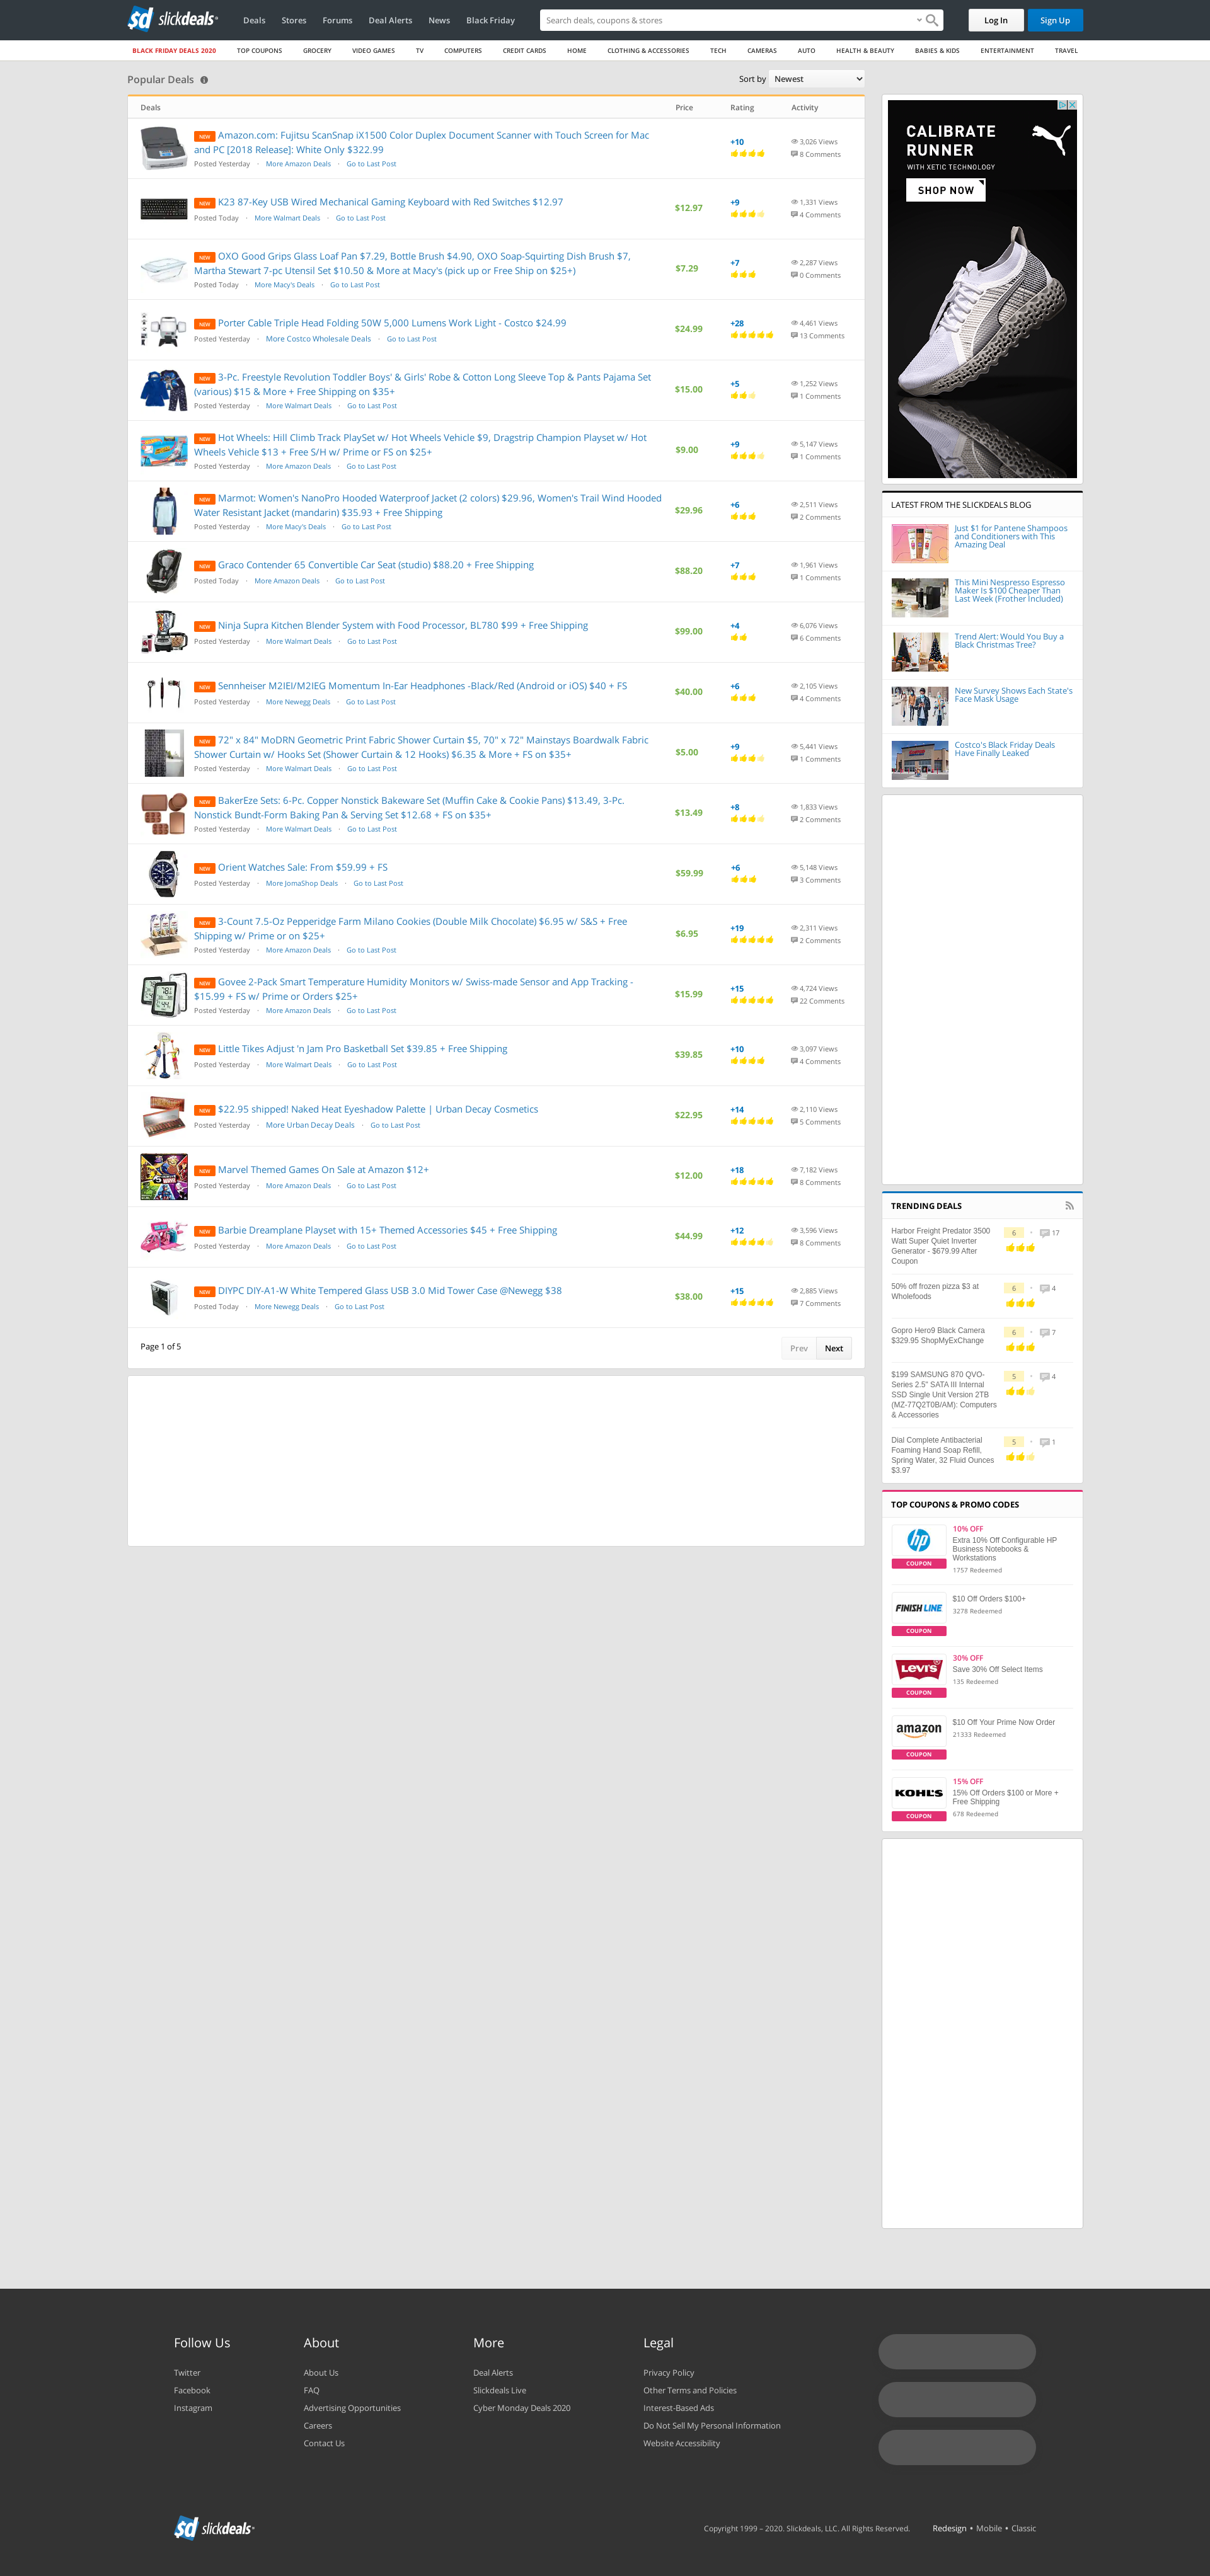 sd slickdeals
Deals Stores Forums Deal Alerts News Black Friday
Search deals, coupons & stores
Log In
Sign Up
BLACK FRIDAY DEALS 2020 TOP COUPONS GROCERY VIDEO GAMES TV COMPUTERS CREDIT CARDS HOME CLOTHING & ACCESSORIES TECH CAMERAS AUTO HEALTH & BEAUTY BABIES & KIDS ENTERTAINMENT TRAVEL
Popular Deals
Sort by Newest
Deals Price Rating Activity
NEW Amazon.com: Fujitsu ScanSnap iX1500 Color Duplex Document Scanner with Touch Screen for Mac
and PC [2018 Release]: White Only $322.99
Posted Yesterday · More Amazon Deals · Go to Last Post
+10
3,026 Views
8 Comments
NEW K23 87-Key USB Wired Mechanical Gaming Keyboard with Red Switches $12.97
Posted Today · More Walmart Deals · Go to Last Post
$12.97
+9
1,331 Views
4 Comments
NEW OXO Good Grips Glass Loaf Pan $7.29, Bottle Brush $4.90, OXO Soap-Squirting Dish Brush $7,
Martha Stewart 7-pc Utensil Set $10.50 & More at Macy's (pick up or Free Ship on $25+)
Posted Today · More Macy's Deals · Go to Last Post
$7.29
+7
2,287 Views
0 Comments
NEW Porter Cable Triple Head Folding 50W 5,000 Lumens Work Light - Costco $24.99
Posted Yesterday · More Costco Wholesale Deals · Go to Last Post
$24.99
+28
4,461 Views
13 Comments
NEW 3-Pc. Freestyle Revolution Toddler Boys' & Girls' Robe & Cotton Long Sleeve Top & Pants Pajama Set
(various) $15 & More + Free Shipping on $35+
Posted Yesterday · More Walmart Deals · Go to Last Post
$15.00
+5
1,252 Views
1 Comments
NEW Hot Wheels: Hill Climb Track PlaySet w/ Hot Wheels Vehicle $9, Dragstrip Champion Playset w/ Hot
Wheels Vehicle $13 + Free S/H w/ Prime or FS on $25+
Posted Yesterday · More Amazon Deals · Go to Last Post
$9.00
+9
5,147 Views
1 Comments
NEW Marmot: Women's NanoPro Hooded Waterproof Jacket (2 colors) $29.96, Women's Trail Wind Hooded
Water Resistant Jacket (mandarin) $35.93 + Free Shipping
Posted Yesterday · More Macy's Deals · Go to Last Post
$29.96
+6
2,511 Views
2 Comments
NEW Graco Contender 65 Convertible Car Seat (studio) $88.20 + Free Shipping
Posted Today · More Amazon Deals · Go to Last Post
$88.20
+7
1,961 Views
1 Comments
NEW Ninja Supra Kitchen Blender System with Food Processor, BL780 $99 + Free Shipping
Posted Yesterday · More Walmart Deals · Go to Last Post
$99.00
+4
6,076 Views
6 Comments
NEW Sennheiser M2IEI/M2IEG Momentum In-Ear Headphones -Black/Red (Android or iOS) $40 + FS
Posted Yesterday · More Newegg Deals · Go to Last Post
$40.00
+6
2,105 Views
4 Comments
NEW 72" x 84" MoDRN Geometric Print Fabric Shower Curtain $5, 70" x 72" Mainstays Boardwalk Fabric
Shower Curtain w/ Hooks Set (Shower Curtain & 12 Hooks) $6.35 & More + FS on $35+
Posted Yesterday · More Walmart Deals · Go to Last Post
$5.00
+9
5,441 Views
1 Comments
NEW BakerEze Sets: 6-Pc. Copper Nonstick Bakeware Set (Muffin Cake & Cookie Pans) $13.49, 3-Pc.
Nonstick Bundt-Form Baking Pan & Serving Set $12.68 + FS on $35+
Posted Yesterday · More Walmart Deals · Go to Last Post
$13.49
+8
1,833 Views
2 Comments
NEW Orient Watches Sale: From $59.99 + FS
Posted Yesterday · More JomaShop Deals · Go to Last Post
$59.99
+6
5,148 Views
3 Comments
NEW 3-Count 7.5-Oz Pepperidge Farm Milano Cookies (Double Milk Chocolate) $6.95 w/ S&S + Free
Shipping w/ Prime or on $25+
Posted Yesterday · More Amazon Deals · Go to Last Post
$6.95
+19
2,311 Views
2 Comments
NEW Govee 2-Pack Smart Temperature Humidity Monitors w/ Swiss-made Sensor and App Tracking -
$15.99 + FS w/ Prime or Orders $25+
Posted Yesterday · More Amazon Deals · Go to Last Post
$15.99
+15
4,724 Views
22 Comments
NEW Little Tikes Adjust 'n Jam Pro Basketball Set $39.85 + Free Shipping
Posted Yesterday · More Walmart Deals · Go to Last Post
$39.85
+10
3,097 Views
4 Comments
NEW $22.95 shipped! Naked Heat Eyeshadow Palette | Urban Decay Cosmetics
Posted Yesterday · More Urban Decay Deals · Go to Last Post
$22.95
+14
2,110 Views
5 Comments
NEW Marvel Themed Games On Sale at Amazon $12+
Posted Yesterday · More Amazon Deals · Go to Last Post
$12.00
+18
7,182 Views
8 Comments
NEW Barbie Dreamplane Playset with 15+ Themed Accessories $45 + Free Shipping
Posted Yesterday · More Amazon Deals · Go to Last Post
$44.99
+12
3,596 Views
8 Comments
NEW DIYPC DIY-A1-W White Tempered Glass USB 3.0 Mid Tower Case @Newegg $38
Posted Today · More Newegg Deals · Go to Last Post
$38.00
+15
2,885 Views
7 Comments
Page 1 of 5
Prev Next
CALIBRATE
RUNNER
WITH XETIC TECHNOLOGY
SHOP NOW
LATEST FROM THE SLICKDEALS BLOG
Just $1 for Pantene Shampoos
and Conditioners with This
Amazing Deal
This Mini Nespresso Espresso
Maker Is $100 Cheaper Than
Last Week (Frother Included)
Trend Alert: Would You Buy a
Black Christmas Tree?
New Survey Shows Each State's
Face Mask Usage
Costco's Black Friday Deals
Have Finally Leaked
TRENDING DEALS
Harbor Freight Predator 3500
Watt Super Quiet Inverter
Generator - $679.99 After
Coupon
6 • 17
50% off frozen pizza $3 at
Wholefoods
6 • 4
Gopro Hero9 Black Camera
$329.95 ShopMyExChange
6 • 7
$199 SAMSUNG 870 QVO-
Series 2.5" SATA III Internal
SSD Single Unit Version 2TB
(MZ-77Q2T0B/AM): Computers
& Accessories
5 • 4
Dial Complete Antibacterial
Foaming Hand Soap Refill,
Spring Water, 32 Fluid Ounces
$3.97
5 • 1
TOP COUPONS & PROMO CODES
hp
COUPON
10% OFF
Extra 10% Off Configurable HP
Business Notebooks &
Workstations
1757 Redeemed
FINISH LINE
COUPON
$10 Off Orders $100+
3278 Redeemed
LEVI'S
COUPON
30% OFF
Save 30% Off Select Items
135 Redeemed
amazon
COUPON
$10 Off Your Prime Now Order
21333 Redeemed
KOHL'S
COUPON
15% OFF
15% Off Orders $100 or More +
Free Shipping
678 Redeemed
Follow Us
Twitter
Facebook
Instagram
About
About Us
FAQ
Advertising Opportunities
Careers
Contact Us
More
Deal Alerts
Slickdeals Live
Cyber Monday Deals 2020
Legal
Privacy Policy
Other Terms and Policies
Interest-Based Ads
Do Not Sell My Personal Information
Website Accessibility
sd slickdeals
Copyright 1999 – 2020. Slickdeals, LLC. All Rights Reserved.
Redesign • Mobile • Classic